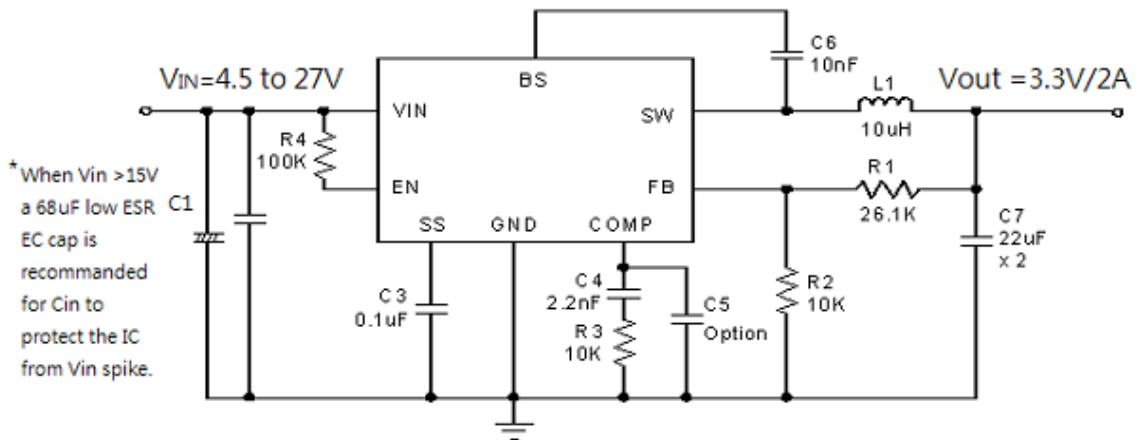 VIN=4.5 to 27V
* When Vin >15V
a 68uF low ESR
EC cap is
recommanded
for Cin to
protect the IC
from Vin spike.
C1
R4
100K
BS
VIN
EN
SS
GND
COMP
SW
FB
C6
10nF
L1
10uH
Vout =3.3V/2A
R1
26.1K
C7
22uF
x 2
R2
10K
C3
0.1uF
C4
2.2nF
R3
10K
C5
Option